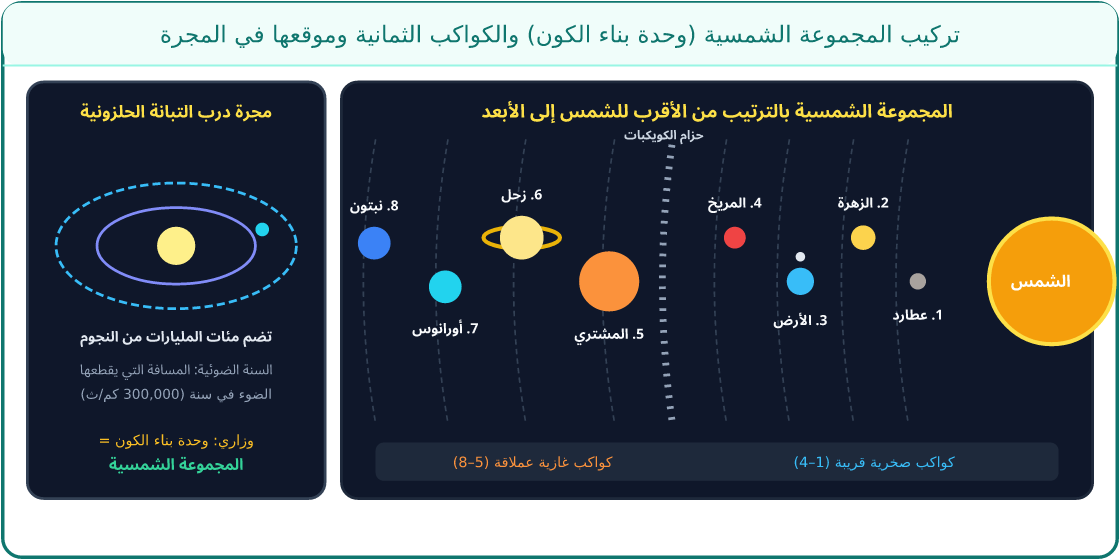 تركيب المجموعة الشمسية (وحدة بناء الكون) والكواكب الثمانية وموقعها في المجرة
المجموعة الشمسية بالترتيب من الأقرب للشمس إلى الأبعد
حزام الكويكبات
الشمس
1. عطارد
2. الزهرة
3. الأرض
4. المريخ
5. المشتري
6. زحل
7. أورانوس
8. نبتون
كواكب صخرية قريبة (1–4)
كواكب غازية عملاقة (5–8)
مجرة درب التبانة الحلزونية
تضم مئات المليارات من النجوم
السنة الضوئية: المسافة التي يقطعها
الضوء في سنة (300,000 كم/ث)
وزاري: وحدة بناء الكون =
المجموعة الشمسية